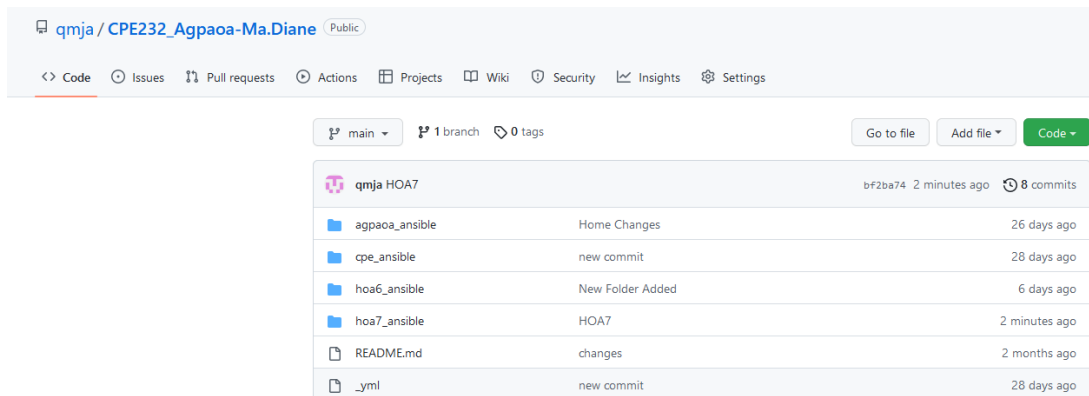 qmja / CPE232_Agpaoa-Ma.Diane Public
Code Issues Pull requests Actions Projects Wiki Security Insights Settings
main 1 branch 0 tags Go to file Add file Code
qmja HOA7 bf2ba74 2 minutes ago 8 commits
agpaoa_ansible Home Changes 26 days ago
cpe_ansible new commit 28 days ago
hoa6_ansible New Folder Added 6 days ago
hoa7_ansible HOA7 2 minutes ago
README.md changes 2 months ago
_yml new commit 28 days ago